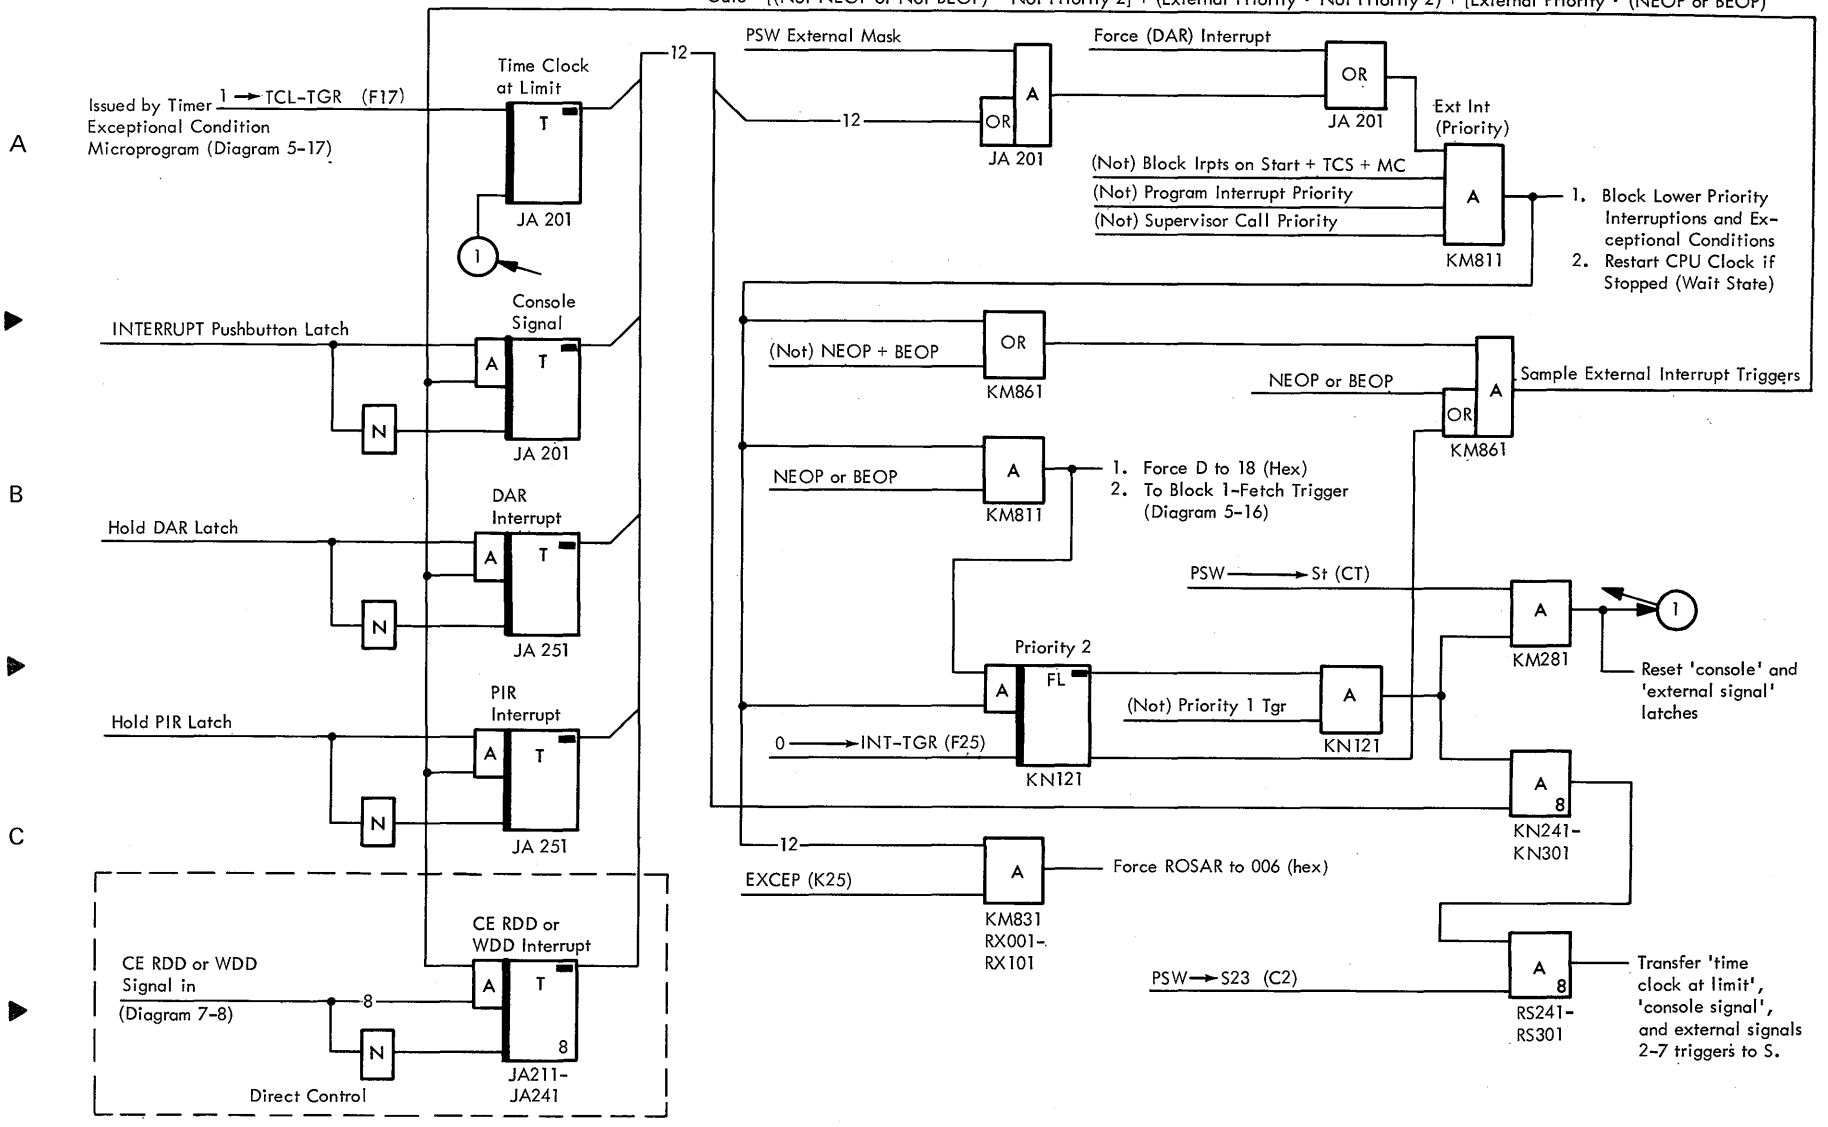 Gate = [(Not NEOP or Not BEOP) • Not Priority 2] + (External Priority • Not Priority 2) + [External Priority • (NEOP or BEOP)
A
Issued by Timer 1 → TCL-TGR (F17)
Exceptional Condition
Microprogram (Diagram 5-17)
Time Clock
at Limit
T
JA 201
1
12
PSW External Mask
12
OR
A
JA 201
Force (DAR) Interrupt
OR
JA 201
Ext Int
(Priority)
(Not) Block Irpts on Start + TCS + MC
(Not) Program Interrupt Priority
(Not) Supervisor Call Priority
A
KM811
1. Block Lower Priority
Interruptions and Ex-
ceptional Conditions
2. Restart CPU Clock if
Stopped (Wait State)
INTERRUPT Pushbutton Latch
Console
Signal
A
T
N
JA 201
(Not) NEOP + BEOP
OR
KM861
NEOP or BEOP
OR
A
KM861
Sample External Interrupt Triggers
B
Hold DAR Latch
DAR
Interrupt
A
T
N
JA 251
NEOP or BEOP
A
KM811
1. Force D to 18 (Hex)
2. To Block 1-Fetch Trigger
(Diagram 5-16)
PSW → St (CT)
A
KM281
1
Reset 'console' and
'external signal'
latches
Hold PIR Latch
PIR
Interrupt
A
T
N
JA 251
Priority 2
A
FL
0 → INT-TGR (F25)
KN121
(Not) Priority 1 Tgr
A
KN121
A
8
KN241-
KN301
C
12
EXCEP (K25)
A
KM831
RX001-
RX101
Force ROSAR to 006 (hex)
CE RDD or WDD
Signal in
(Diagram 7-8)
8
CE RDD or
WDD Interrupt
A
T
8
N
JA211-
JA241
Direct Control
PSW → S23 (C2)
A
8
RS241-
RS301
Transfer 'time
clock at limit',
'console signal',
and external signals
2-7 triggers to S.